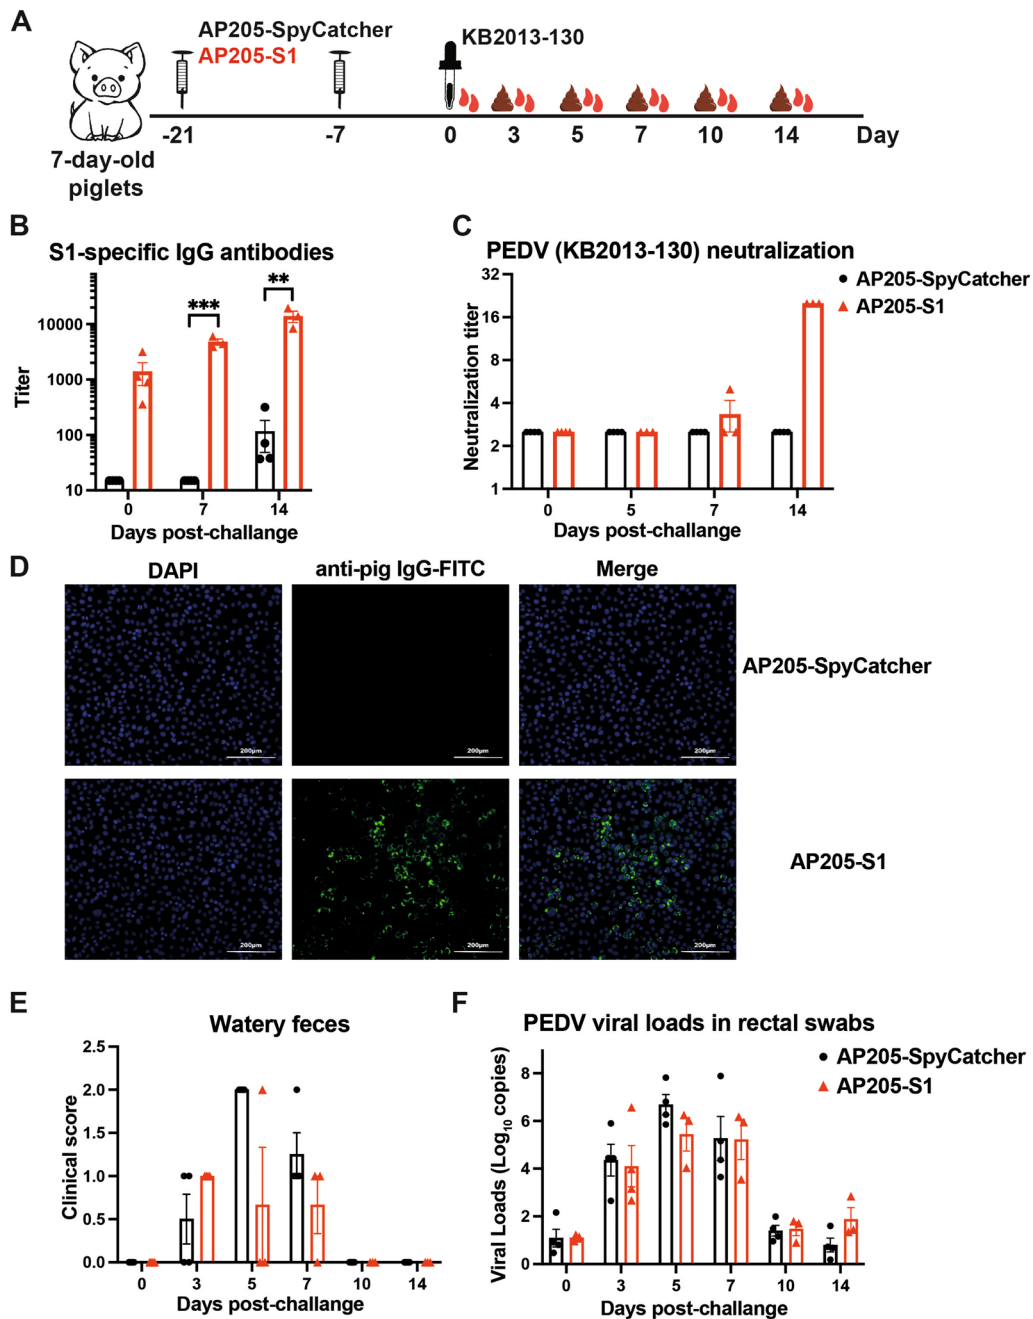 A
AP205-SpyCatcher
AP205-S1
KB2013-130
-21
-7
0
3
5
7
10
14
Day
7-day-old
piglets
B
S1-specific IgG antibodies
***
**
10000
1000
100
10
Titer
0
7
14
Days post-challange
C
PEDV (KB2013-130) neutralization
AP205-SpyCatcher
AP205-S1
32
16
8
4
2
1
Neutralization titer
0
5
7
14
Days post-challange
D
DAPI
anti-pig IgG-FITC
Merge
200µm
200µm
200µm
AP205-SpyCatcher
200µm
200µm
200µm
AP205-S1
E
Watery feces
2.5
2.0
1.5
1.0
0.5
0.0
Clinical score
0
3
5
7
10
14
Days post-challange
F
PEDV viral loads in rectal swabs
AP205-SpyCatcher
AP205-S1
8
6
4
2
0
Viral Loads (Log10 copies)
0
3
5
7
10
14
Days post-challange